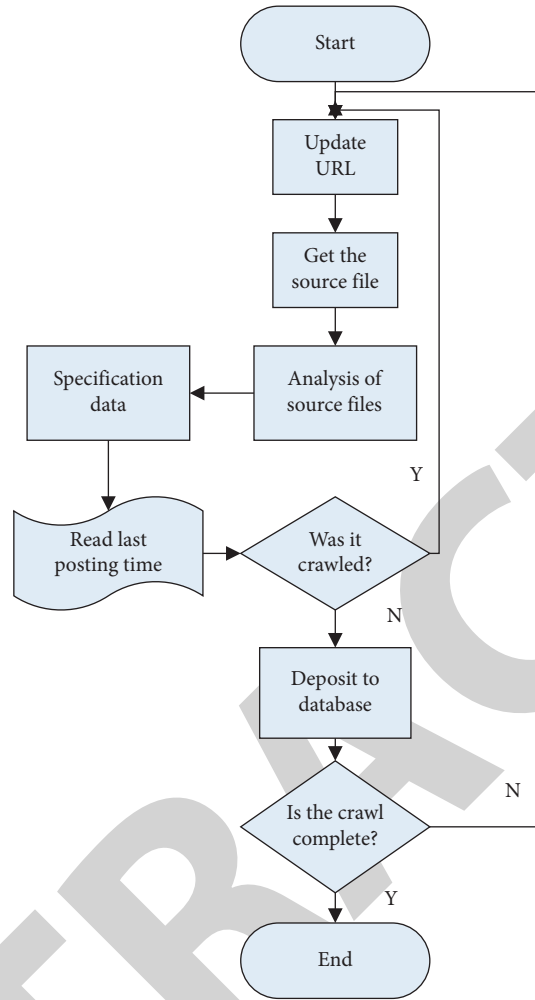 Start
Update
URL
Get the
source file
Specification
data
Analysis of
source files
Y
Read last
posting time
Was it
crawled?
N
Deposit to
database
Is the crawl
complete?
N
Y
End
TRACT